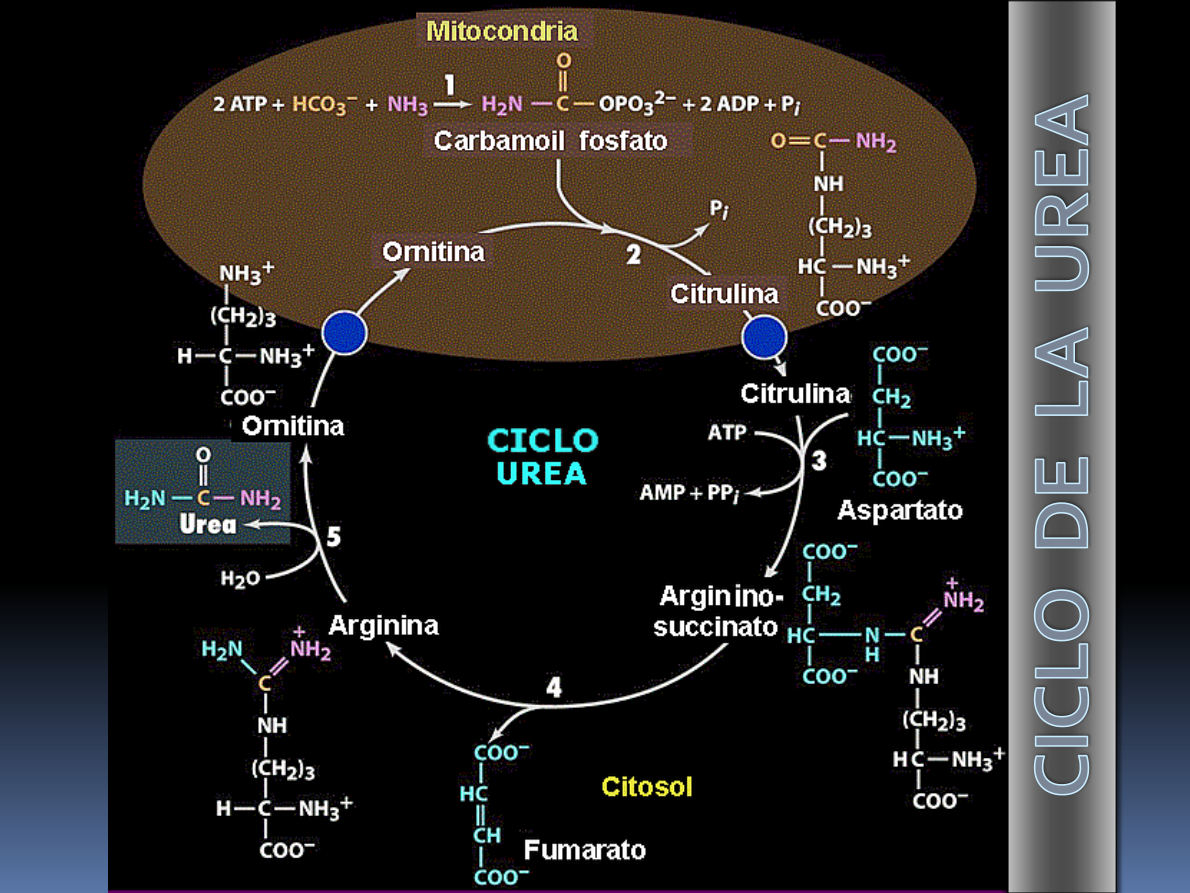 Mitocondria
O
1
2 ATP + HCO₃⁻ + NH₃ → H₂N — C — OPO₃²⁻ + 2 ADP + Pi
Carbamoil fosfato
O=C—NH₂
NH
(CH₂)₃
HC—NH₃⁺
COO⁻
Pi
2
Ornitina
Citrulina
NH₃⁺
(CH₂)₃
H—C—NH₃⁺
COO⁻
Ornitina
Citrulina
COO⁻
CH₂
HC—NH₃⁺
COO⁻
Aspartato
ATP
3
AMP + PPi
CICLO
UREA
O
H₂N—C—NH₂
Urea
5
H₂O
Arginino-
succinato
COO⁻
CH₂
HC—N—C
H
COO⁻
+
NH₂
NH
(CH₂)₃
HC—NH₃⁺
COO⁻
Arginina
+
H₂N NH₂
C
NH
(CH₂)₃
H—C—NH₃⁺
COO⁻
4
COO⁻
HC
CH
COO⁻
Fumarato
Citosol
CICLO DE LA UREA